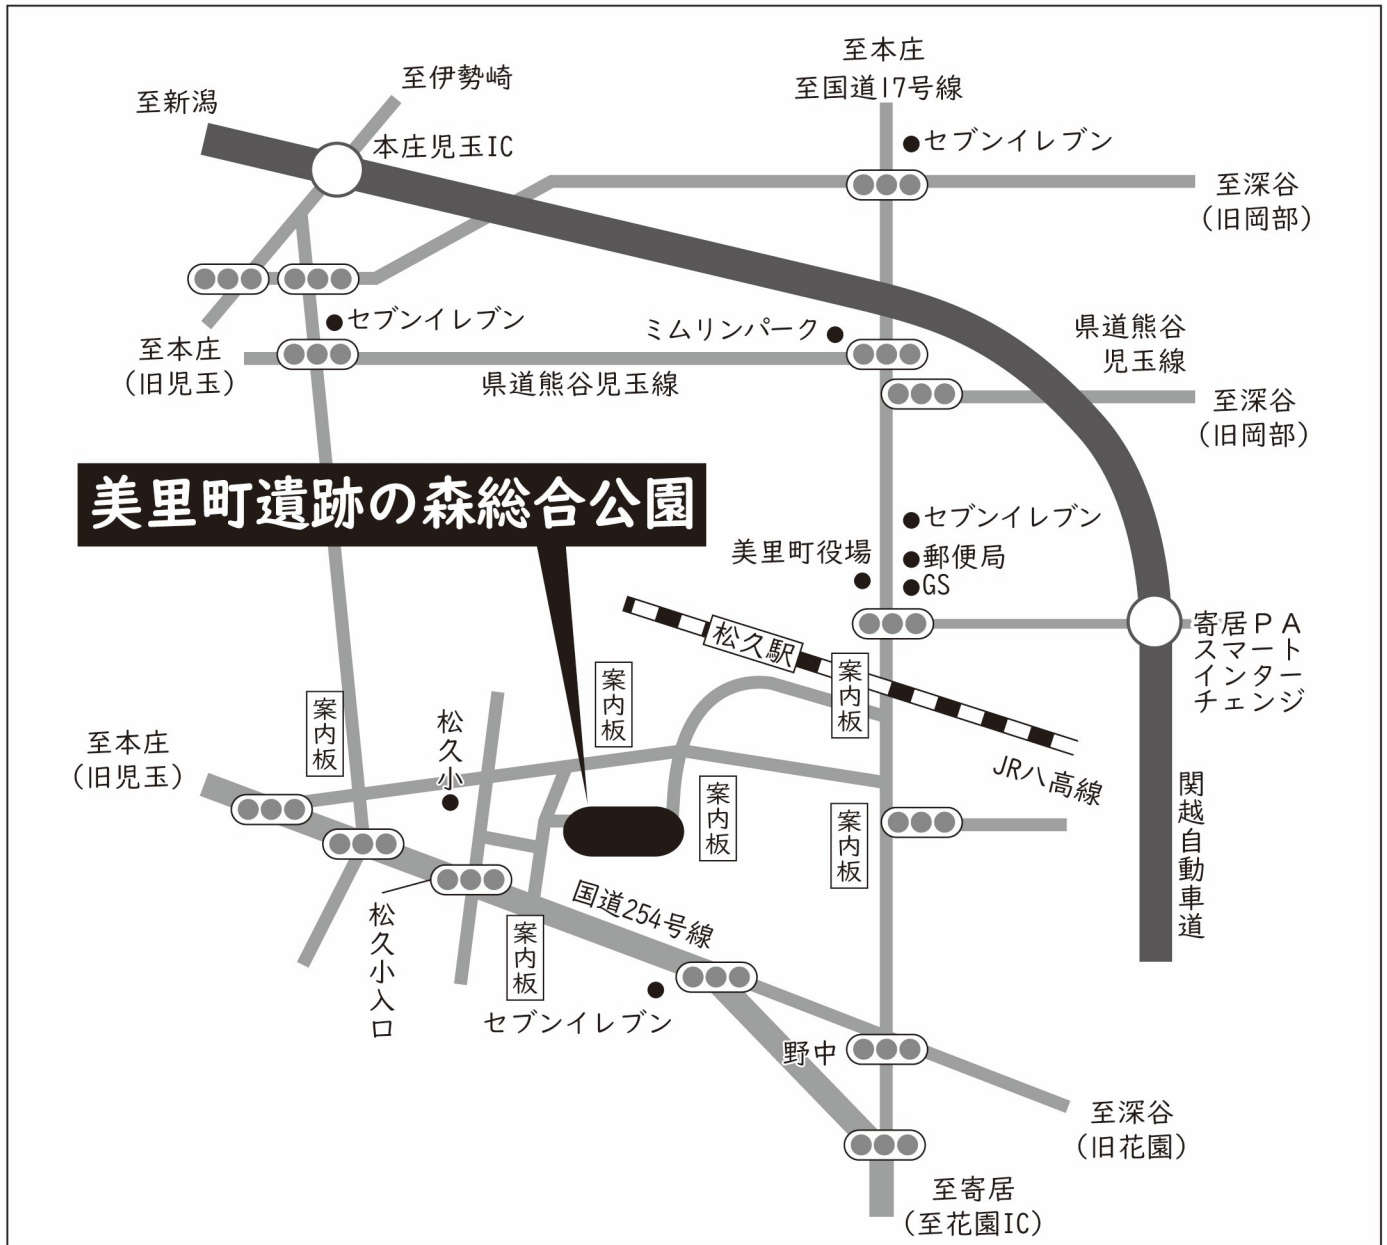 至本庄
至国道17号線
至伊勢崎
至新潟
本庄児玉IC
セブンイレブン
至深谷
(旧岡部)
セブンイレブン
ミムリンパーク
県道熊谷
児玉線
至本庄
(旧児玉)
県道熊谷児玉線
至深谷
(旧岡部)
美里町遺跡の森総合公園
セブンイレブン
美里町役場
郵便局
GS
松久駅
寄居PA
スマート
インター
チェンジ
案内板
案内板
案内板
松久小
至本庄
(旧児玉)
JR八高線
関越自動車道
案内板
案内板
国道254号線
松久小入口
案内板
セブンイレブン
野中
至深谷
(旧花園)
至寄居
(至花園IC)